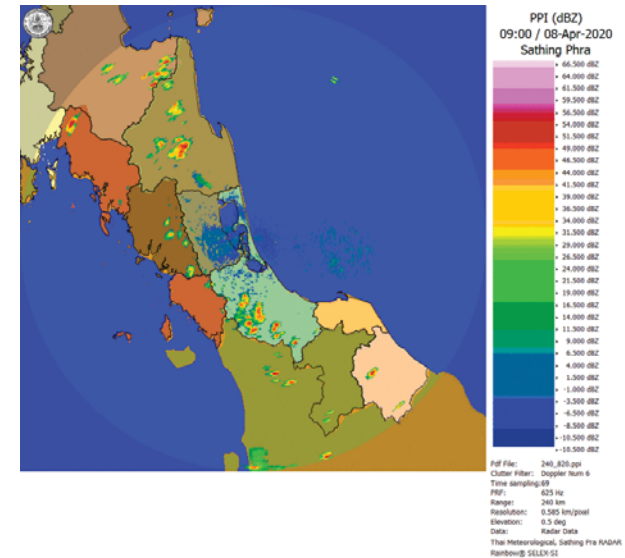 PPI (dBZ)
09:00 / 08-Apr-2020
Sathing Phra
66.500 dBZ
64.000 dBZ
61.500 dBZ
59.500 dBZ
56.500 dBZ
54.000 dBZ
51.500 dBZ
49.000 dBZ
46.500 dBZ
44.000 dBZ
41.500 dBZ
39.000 dBZ
36.500 dBZ
34.000 dBZ
31.500 dBZ
29.000 dBZ
26.500 dBZ
24.000 dBZ
21.500 dBZ
19.000 dBZ
16.500 dBZ
14.000 dBZ
11.500 dBZ
9.000 dBZ
6.500 dBZ
4.000 dBZ
1.500 dBZ
-1.000 dBZ
-3.500 dBZ
-6.500 dBZ
-8.500 dBZ
-10.500 dBZ
-18.500 dBZ
Pdf File: 240_820.ppi
Clutter Filter: Doppler Num 6
Time sampling:69
PRF: 625 Hz
Range: 240 km
Resolution: 0.585 km/pixel
Elevation: 0.5 deg
Data: Radar Data
Thai Meteorological, Sathing Pra RADAR
Rainbow® SELEX-SI